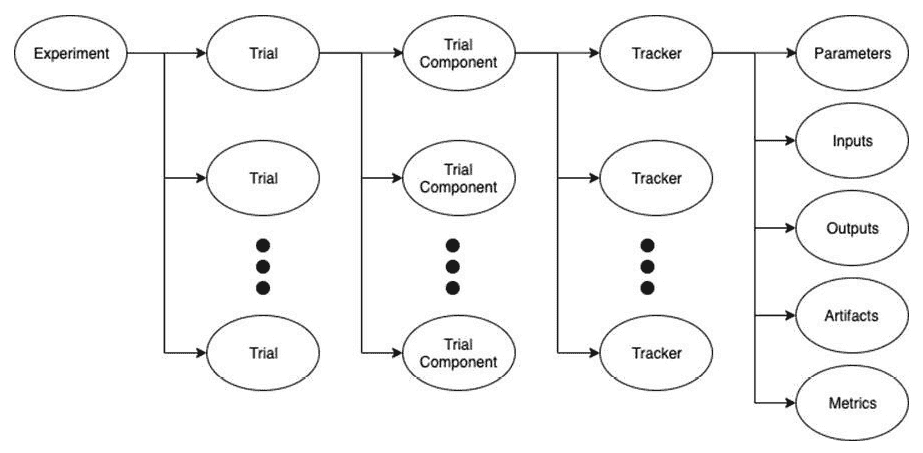 Experiment
Trial
Trial
Component
Tracker
Parameters
Inputs
Trial
Trial
Component
Tracker
Outputs
Artifacts
Trial
Trial
Component
Tracker
Metrics